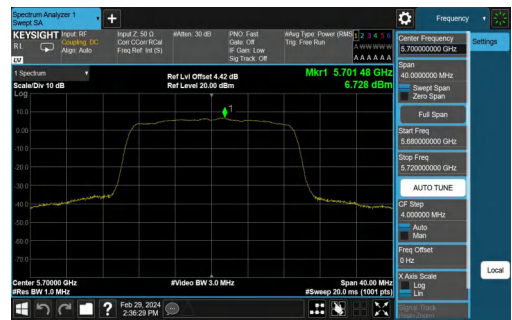 Spectrum Analyzer 1
Swept SA
+
Frequency
KEYSIGHT
RL
LV
Input: RF
Coupling: DC
Align: Auto
Input Z: 50 Ω
Corr CCorr RCal
Freq Ref: Int (S)
#Atten: 30 dB
PNO: Fast
Gate: Off
IF Gain: Low
Sig Track: Off
#Avg Type: Power (RMS
Trig: Free Run
1 2 3 4 5 6
A W W W W W
A A A A A A
1 Spectrum
Scale/Div 10 dB
Log
Ref Lvl Offset 4.42 dB
Ref Level 20.00 dBm
Mkr1 5.701 48 GHz
6.728 dBm
1
10.0
0.0
-10.0
-20.0
-30.0
-40.0
-50.0
-60.0
-70.0
Center 5.70000 GHz
#Res BW 1.0 MHz
#Video BW 3.0 MHz
Span 40.00 MHz
#Sweep 20.0 ms (1001 pts)
Center Frequency
5.700000000 GHz
Settings
Span
40.0000000 MHz
Swept Span
Zero Span
Full Span
Start Freq
5.680000000 GHz
Stop Freq
5.720000000 GHz
AUTO TUNE
CF Step
4.000000 MHz
Auto
Man
Freq Offset
0 Hz
X Axis Scale
Log
Lin
Signal Track
(Span Zoom)
Local
?
Feb 29, 2024
2:36:29 PM